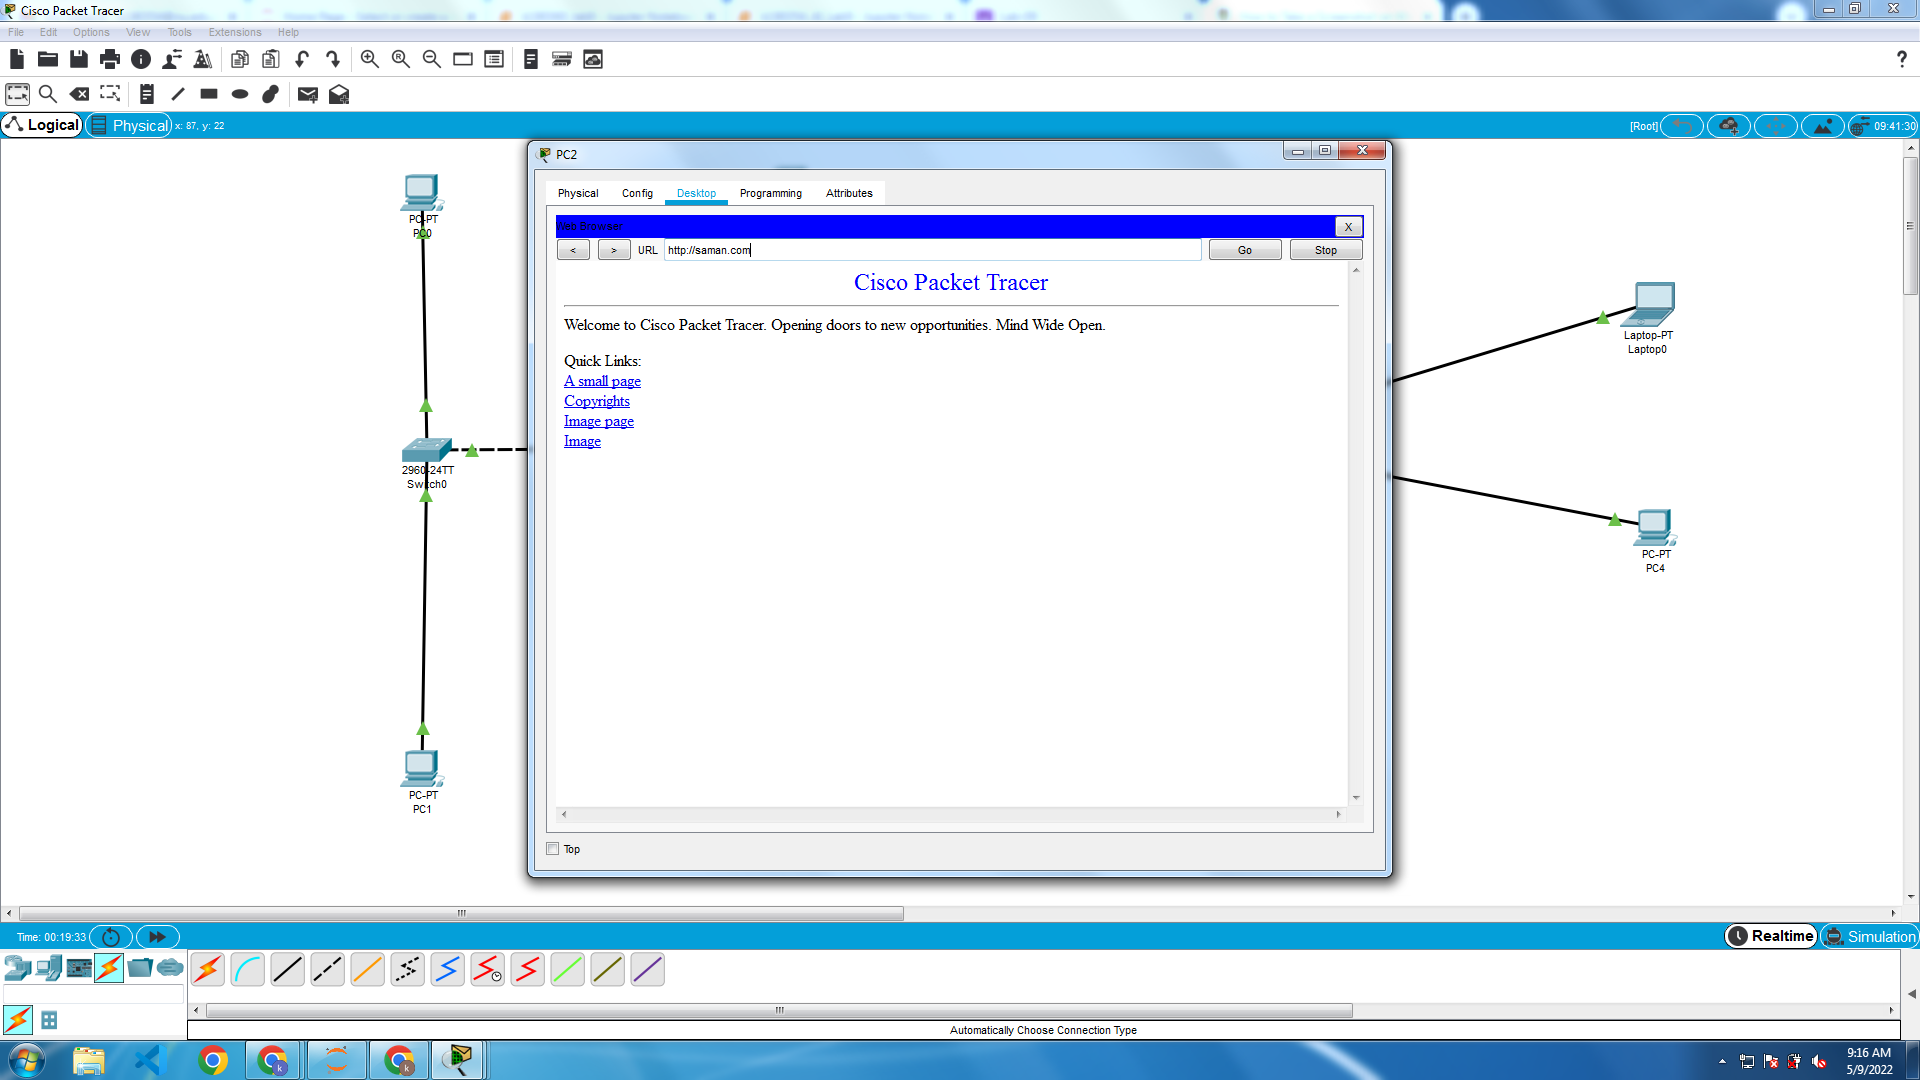 Cisco Packet Tracer
File Edit Options View Tools Extensions Help
?
Logical
Physical
x: 87, y: 22
[Root]
09:41:30
PC2
Physical Config Desktop Programming Attributes
Web Browser
X
< > URL http://saman.com Go Stop
Cisco Packet Tracer
Welcome to Cisco Packet Tracer. Opening doors to new opportunities. Mind Wide Open.
Quick Links:
A small page
Copyrights
Image page
Image
Top
PC-PT
PC0
2960-24TT
Switch0
PC-PT
PC1
Laptop-PT
Laptop0
PC-PT
PC4
Time: 00:19:33
Realtime
Simulation
Automatically Choose Connection Type
9:16 AM
5/9/2022